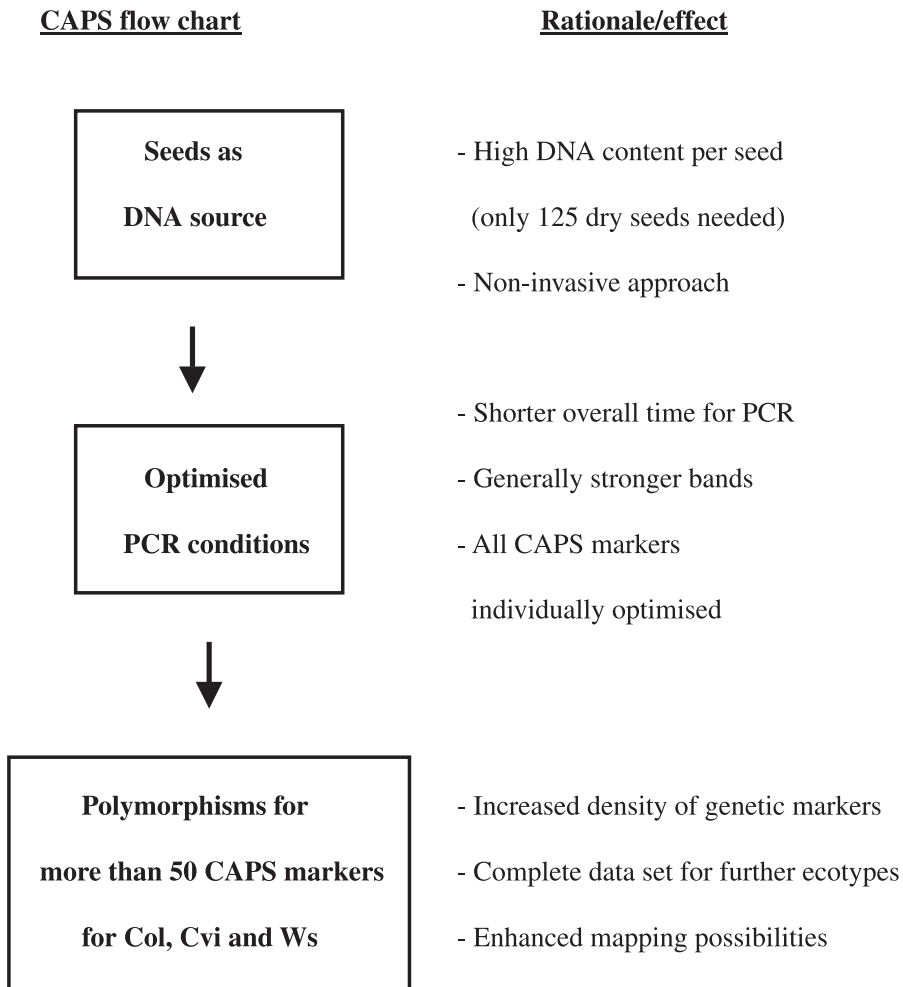 CAPS flow chart
Rationale/effect
Seeds as
DNA source
- High DNA content per seed
(only 125 dry seeds needed)
- Non-invasive approach
Optimised
PCR conditions
- Shorter overall time for PCR
- Generally stronger bands
- All CAPS markers
individually optimised
Polymorphisms for
more than 50 CAPS markers
for Col, Cvi and Ws
- Increased density of genetic markers
- Complete data set for further ecotypes
- Enhanced mapping possibilities